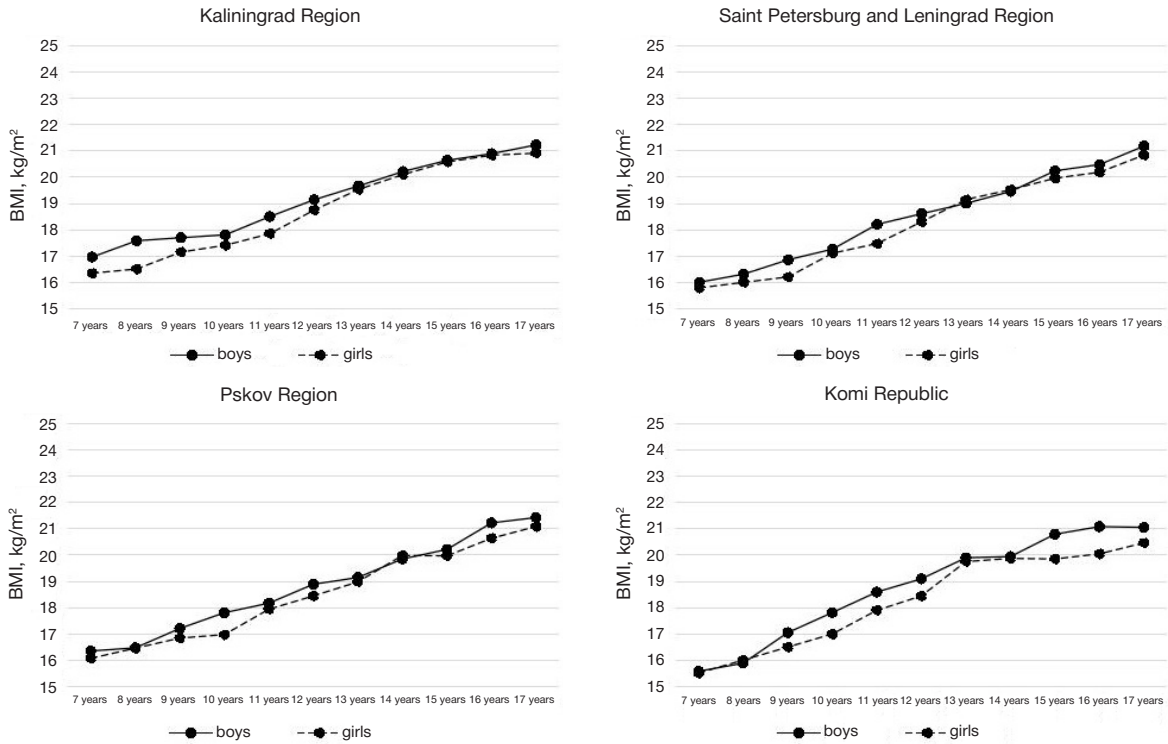 Kaliningrad Region
25
24
23
22
21
20
19
18
17
16
15
BMI, kg/m²
7 years 8 years 9 years 10 years 11 years 12 years 13 years 14 years 15 years 16 years 17 years
boys girls
Saint Petersburg and Leningrad Region
25
24
23
22
21
20
19
18
17
16
15
BMI, kg/m²
7 years 8 years 9 years 10 years 11 years 12 years 13 years 14 years 15 years 16 years 17 years
boys girls
Pskov Region
25
24
23
22
21
20
19
18
17
16
15
BMI, kg/m²
7 years 8 years 9 years 10 years 11 years 12 years 13 years 14 years 15 years 16 years 17 years
boys girls
Komi Republic
25
24
23
22
21
20
19
18
17
16
15
BMI, kg/m²
7 years 8 years 9 years 10 years 11 years 12 years 13 years 14 years 15 years 16 years 17 years
boys girls